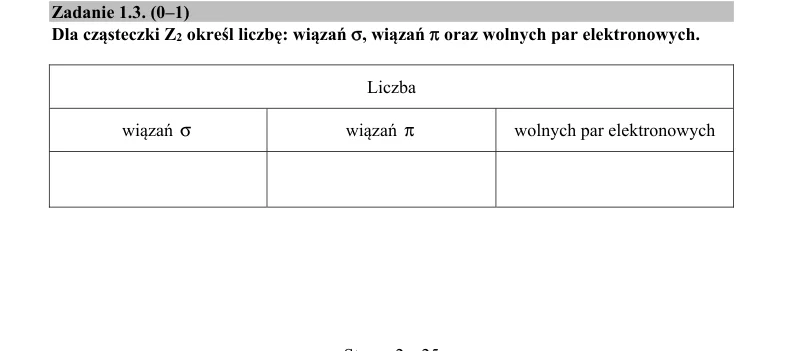 Zadanie 1.3. (0–1)
Dla cząsteczki Z₂ określ liczbę: wiązań σ, wiązań π oraz wolnych par elektronowych.
Liczba
wiązań σ
wiązań π
wolnych par elektronowych